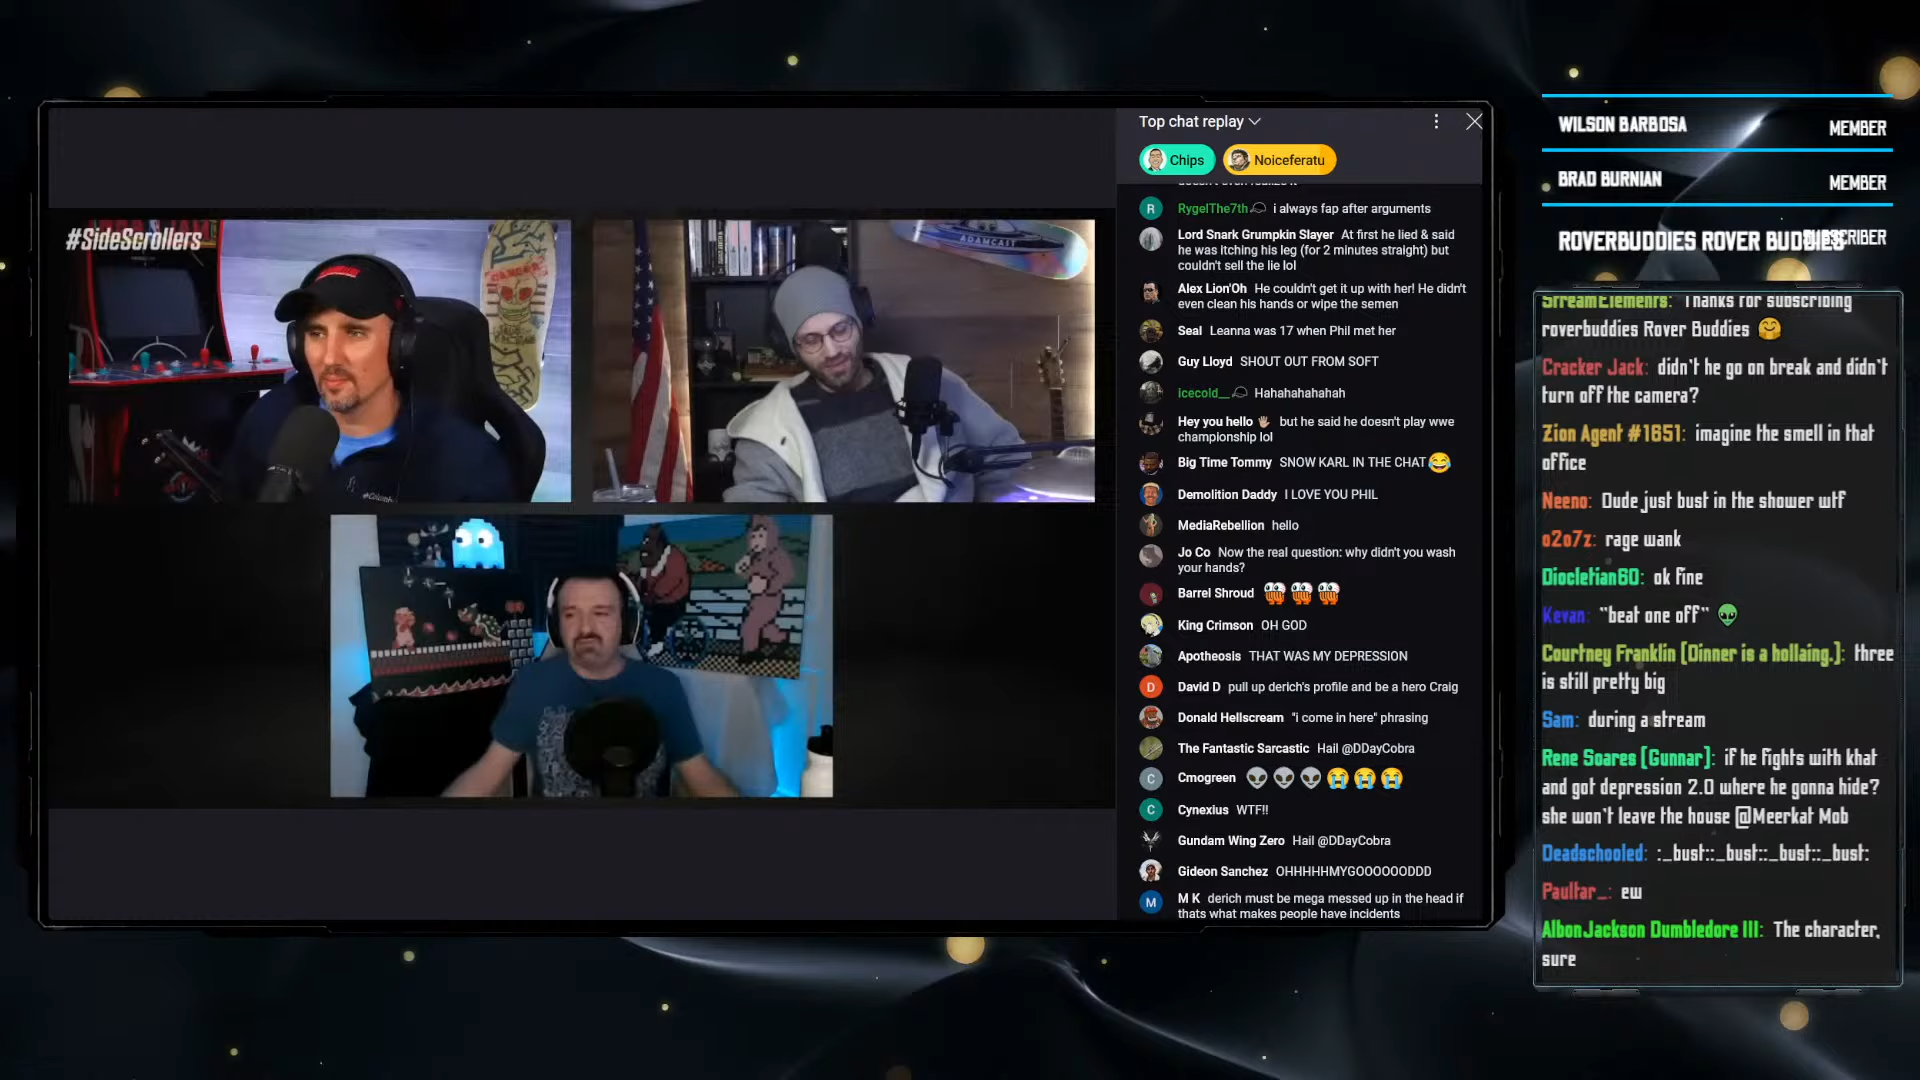 #SideScrollers
ADAMCAST
Top chat replay
Chips
Noiceferatu
RygelThe7th i always fap after arguments
Lord Snark Grumpkin Slayer At first he lied & said
he was itching his leg (for 2 minutes straight) but
couldn't sell the lie lol
Alex Lion'Oh He couldn't get it up with her! He didn't
even clean his hands or wipe the semen
Seal Leanna was 17 when Phil met her
Guy Lloyd SHOUT OUT FROM SOFT
icecold__ Hahahahahahah
Hey you hello 🖐🏽 but he said he doesn't play wwe
championship lol
Big Time Tommy SNOW KARL IN THE CHAT😂
Demolition Daddy I LOVE YOU PHIL
MediaRebellion hello
Jo Co Now the real question: why didn't you wash
your hands?
Barrel Shroud
King Crimson OH GOD
Apotheosis THAT WAS MY DEPRESSION
David D pull up derich's profile and be a hero Craig
Donald Hellscream "i come in here" phrasing
The Fantastic Sarcastic Hail @DDayCobra
Cmogreen 👽👽👽😭😭😭
Cynexius WTF!!
Gundam Wing Zero Hail @DDayCobra
Gideon Sanchez OHHHHHMYGOOOOOODDD
M K derich must be mega messed up in the head if
thats what makes people have incidents
WILSON BARBOSA MEMBER
BRAD BURNIAN MEMBER
ROVERBUDDIES ROVER BUDDIES SUBSCRIBER
StreamElements: Thanks for subscribing
roverbuddies Rover Buddies 🤗
Cracker Jack: didn't he go on break and didn't
turn off the camera?
Zion Agent #1651: imagine the smell in that
office
Neeno: Dude just bust in the shower wtf
o2o7z: rage wank
Diocletian60: ok fine
Kevan: "beat one off" 👽
Courtney Franklin (Dinner is a hollaing.): three
is still pretty big
Sam: during a stream
Rene Soares (Gunnar): if he fights with khat
and got depression 2.0 where he gonna hide?
she won't leave the house @Meerkat Mob
Deadschooled: :_bust::_bust::_bust::_bust:
Paultar_: ew
AlbonJackson Dumbledore III: The character,
sure